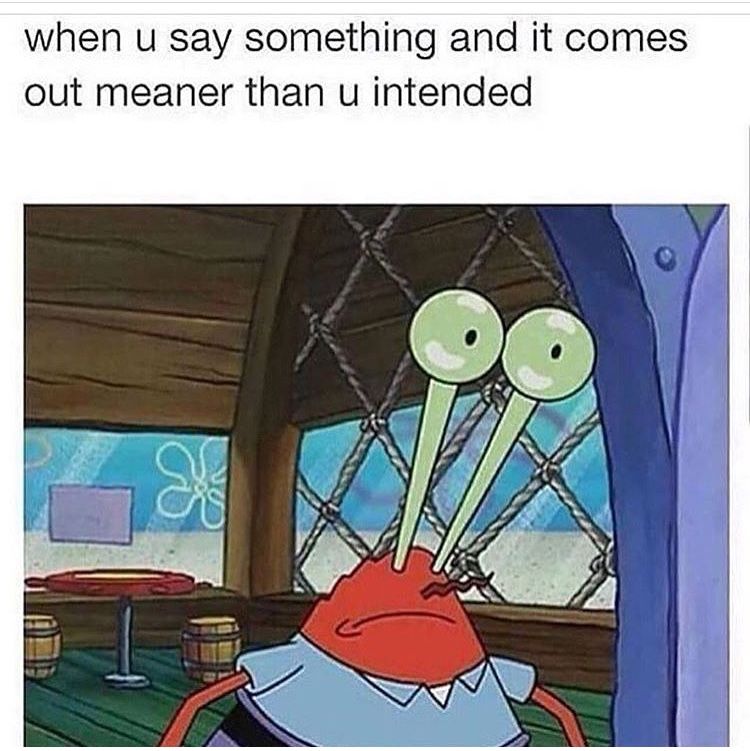 when u say something and it comes
out meaner than u intended